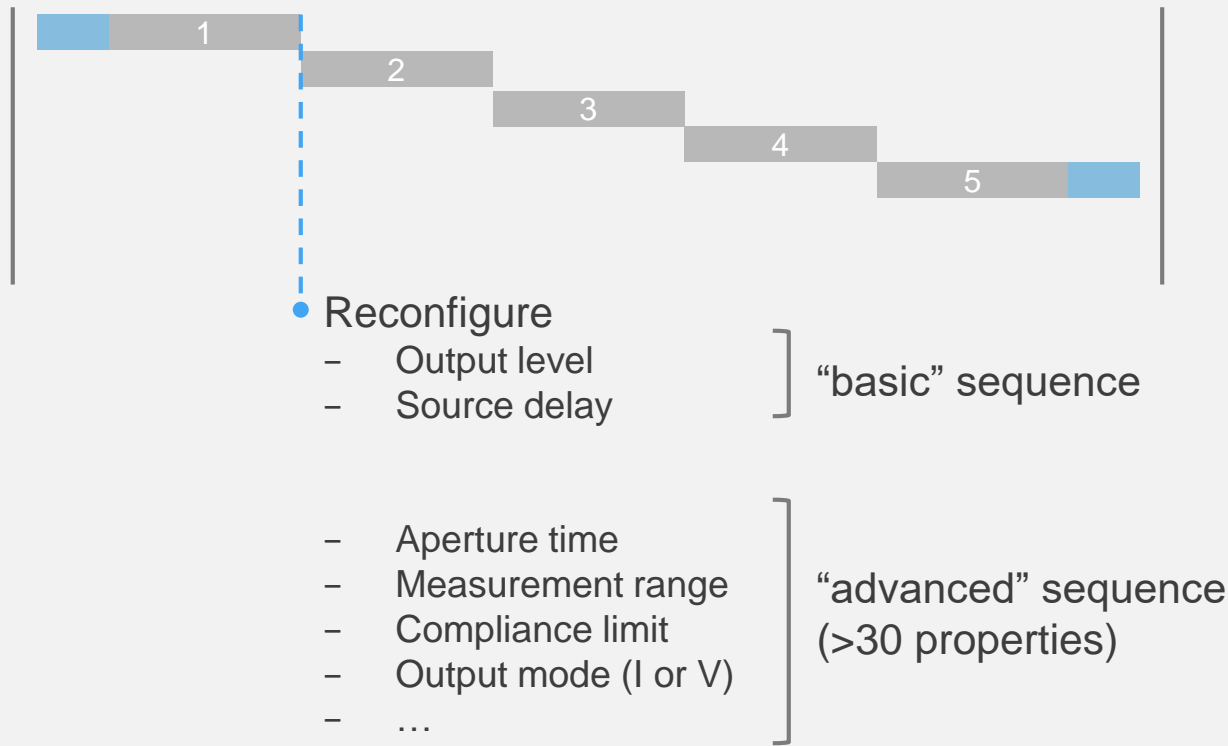 1
2
3
4
5
Reconfigure
– Output level
– Source delay
“basic” sequence
– Aperture time
– Measurement range
– Compliance limit
– Output mode (I or V)
– …
“advanced” sequence
(>30 properties)